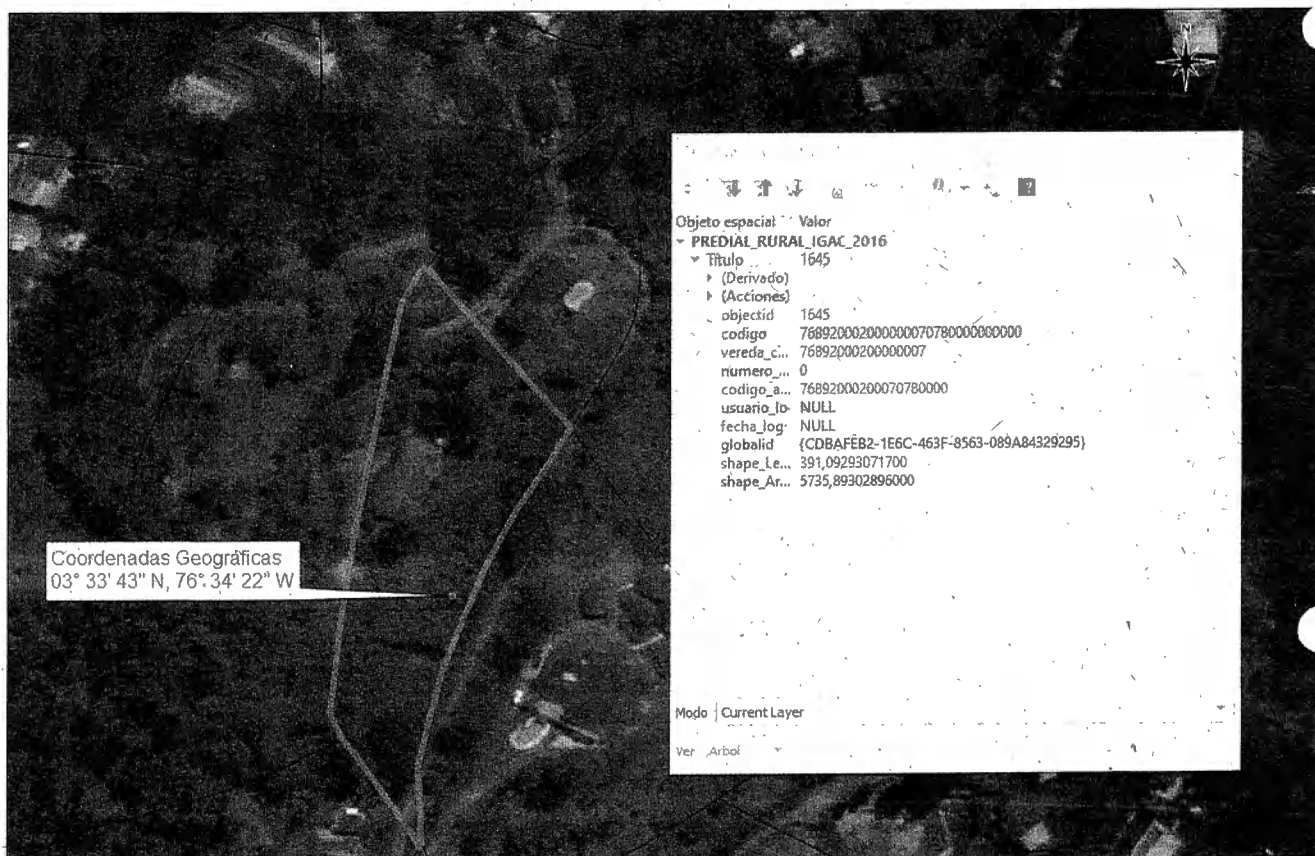 N
Objeto espacial Valor
PREDIAL_RURAL_IGAC_2016
Título 1645
(Derivado)
(Acciones)
objectid 1645
codigo 768920002000000070780000000000
vereda_c... 76892000200000007
numero_... 0
codigo_a... 76892000200070780000
usuario_lo- NULL
fecha_log- NULL
globalid {CDBAFEB2-1E6C-463F-8563-089A84329295}
shape_Le... 391,09293071700
shape_Ar... 5735,89302896000
Coordenadas Geográficas
03° 33' 43" N, 76° 34' 22" W
Modo Current Layer
Ver Arbol